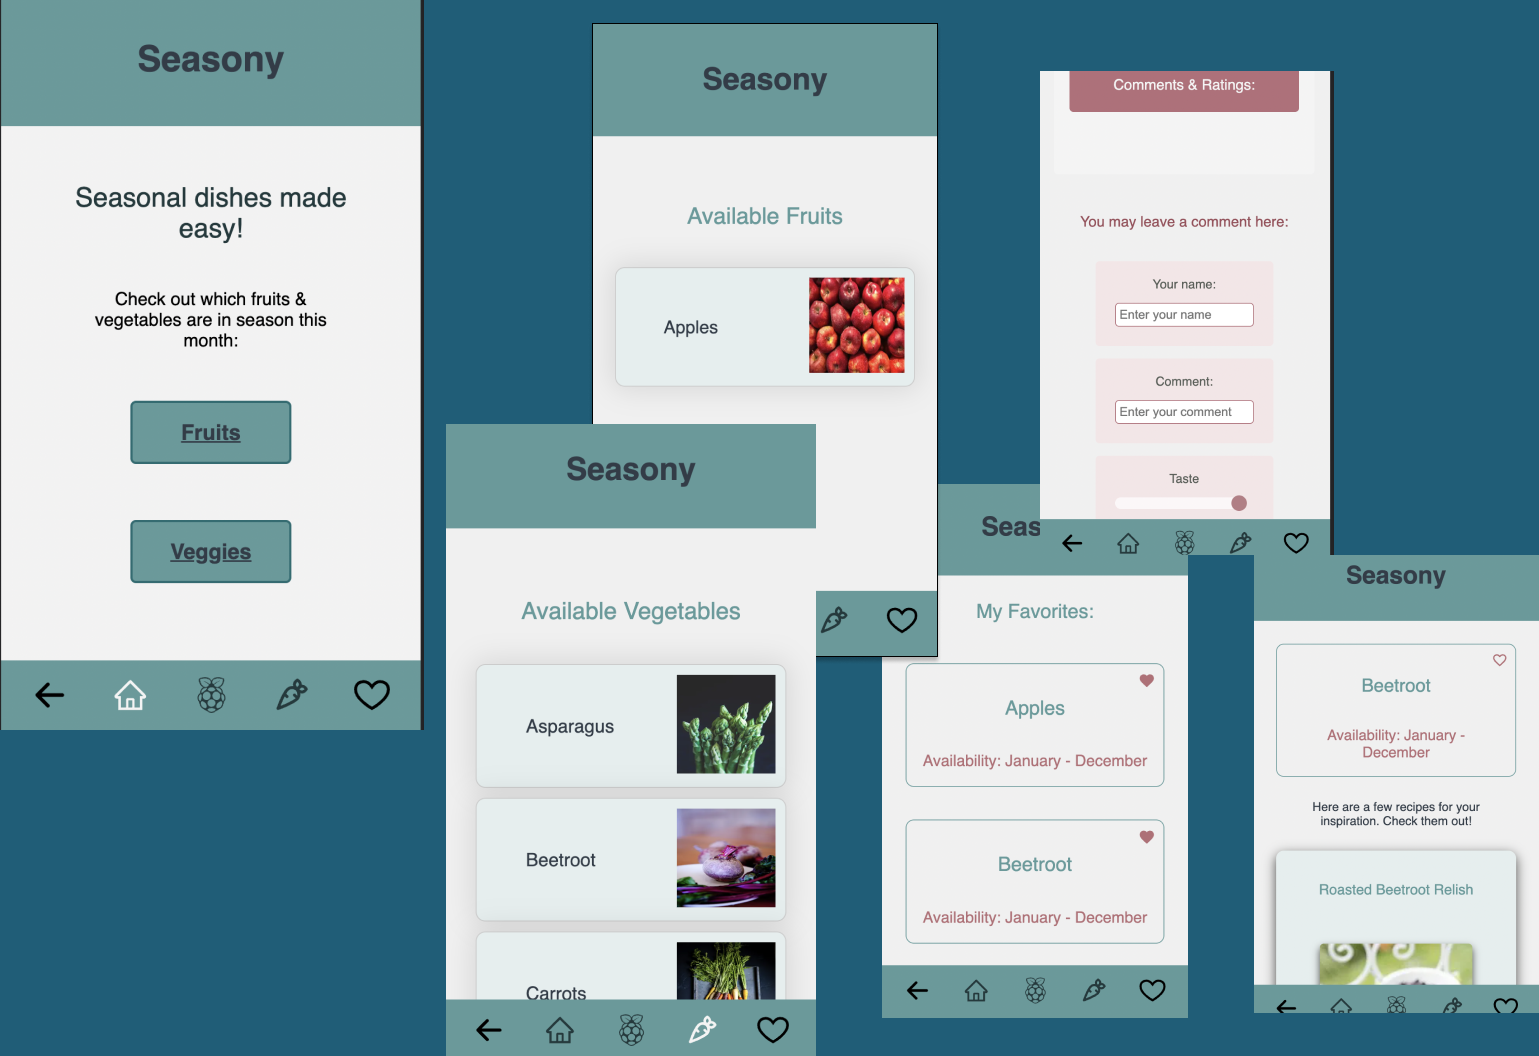 Seasony
Seasonal dishes made
easy!
Check out which fruits &
vegetables are in season this
month:
Fruits
Veggies
Seasony
Available Fruits
Apples
Seasony
Available Vegetables
Asparagus
Beetroot
Carrots
Seas
My Favorites:
Apples
Availability: January - December
Beetroot
Availability: January - December
Comments & Ratings:
You may leave a comment here:
Your name:
Enter your name
Comment:
Enter your comment
Taste
Seasony
Beetroot
Availability: January -
December
Here are a few recipes for your
inspiration. Check them out!
Roasted Beetroot Relish